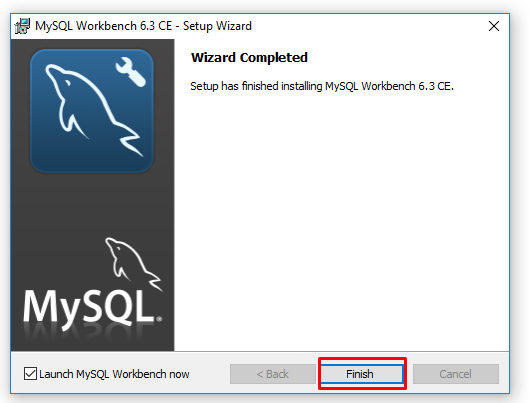 MySQL Workbench 6.3 CE - Setup Wizard
Wizard Completed
Setup has finished installing MySQL Workbench 6.3 CE.
MySQL®
Launch MySQL Workbench now
< Back
Finish
Cancel